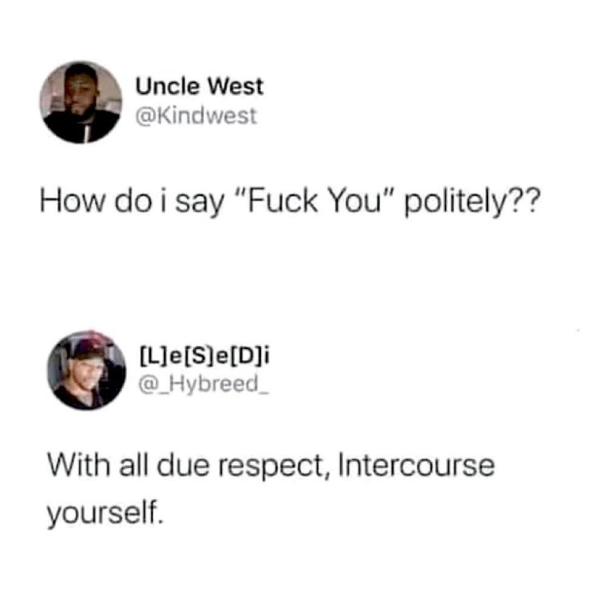 Uncle West
@Kindwest
How do i say "Fuck You" politely??
[L]e[S]e[D]i
@_Hybreed_
With all due respect, Intercourse
yourself.